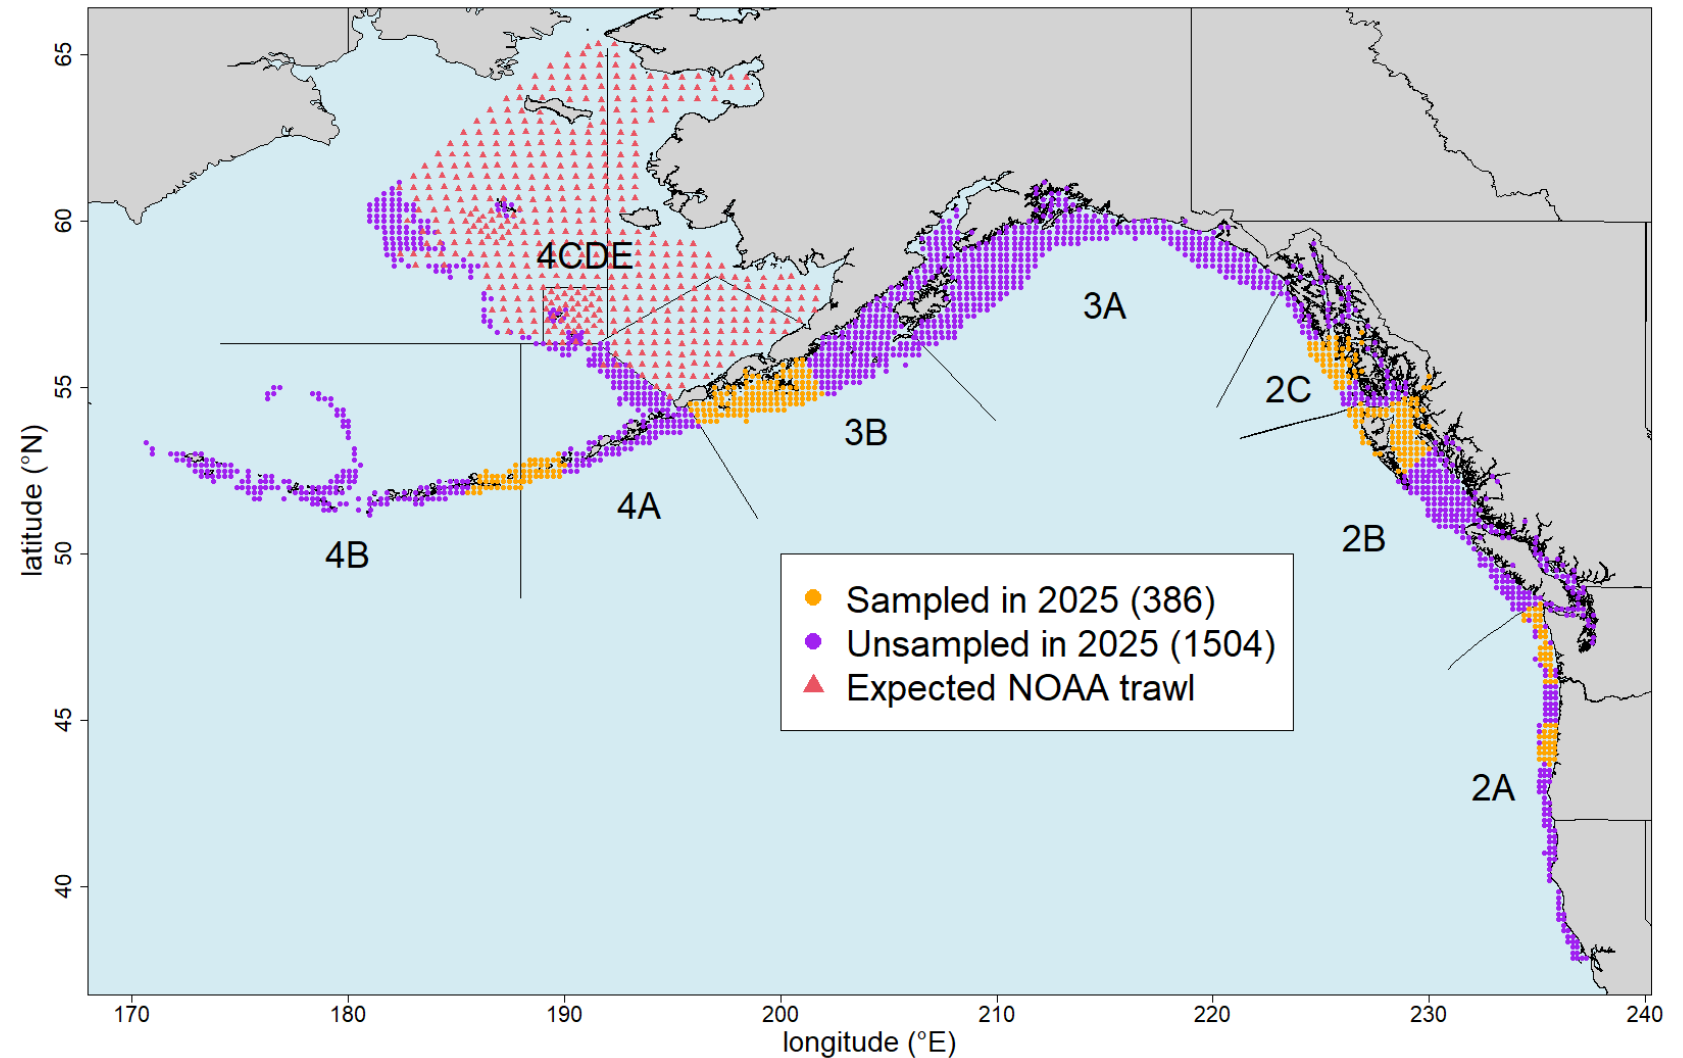 65
60
55
50
45
40
latitude (°N)
4CDE
3A
2C
3B
4A
2B
4B
Sampled in 2025 (386)
Unsampled in 2025 (1504)
Expected NOAA trawl
2A
170 180 190 200 210 220 230 240
longitude (°E)